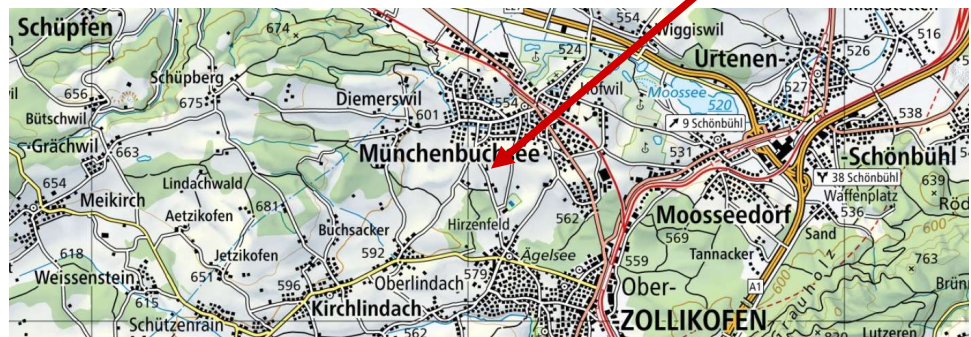 Schüpfen
674
554
Wiggiswil
516
526
Urtenen-
524
Schüpberg
656
675
Diemerswil
601
554
Moossee
520
527
9 Schönbühl
538
Bütschwil
Grächwil
663
Münchenbuchsee
531
-Schönbühl
38 Schönbühl
654
Lindachwald
Meikirch
681
Aetzikofen
Buchsacker
Hirzenfeld
562
Moosseedorf
Waffenplatz
536
639
Röd
600
569
Sand
618
Jetzikofen
592
Ägelsee
559
Tannacker
763
Weissenstein
651
596
Oberlindach
579
Ober-
A1
600
615
Kirchlindach
562
ZOLLIKOFEN
Schützenrain
820
Lutzeren